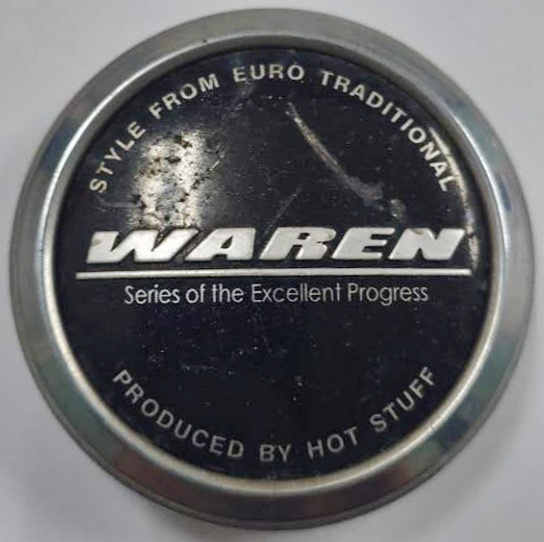 STYLE FROM EURO TRADITIONAL
WAREN
Series of the Excellent Progress
PRODUCED BY HOT STUFF